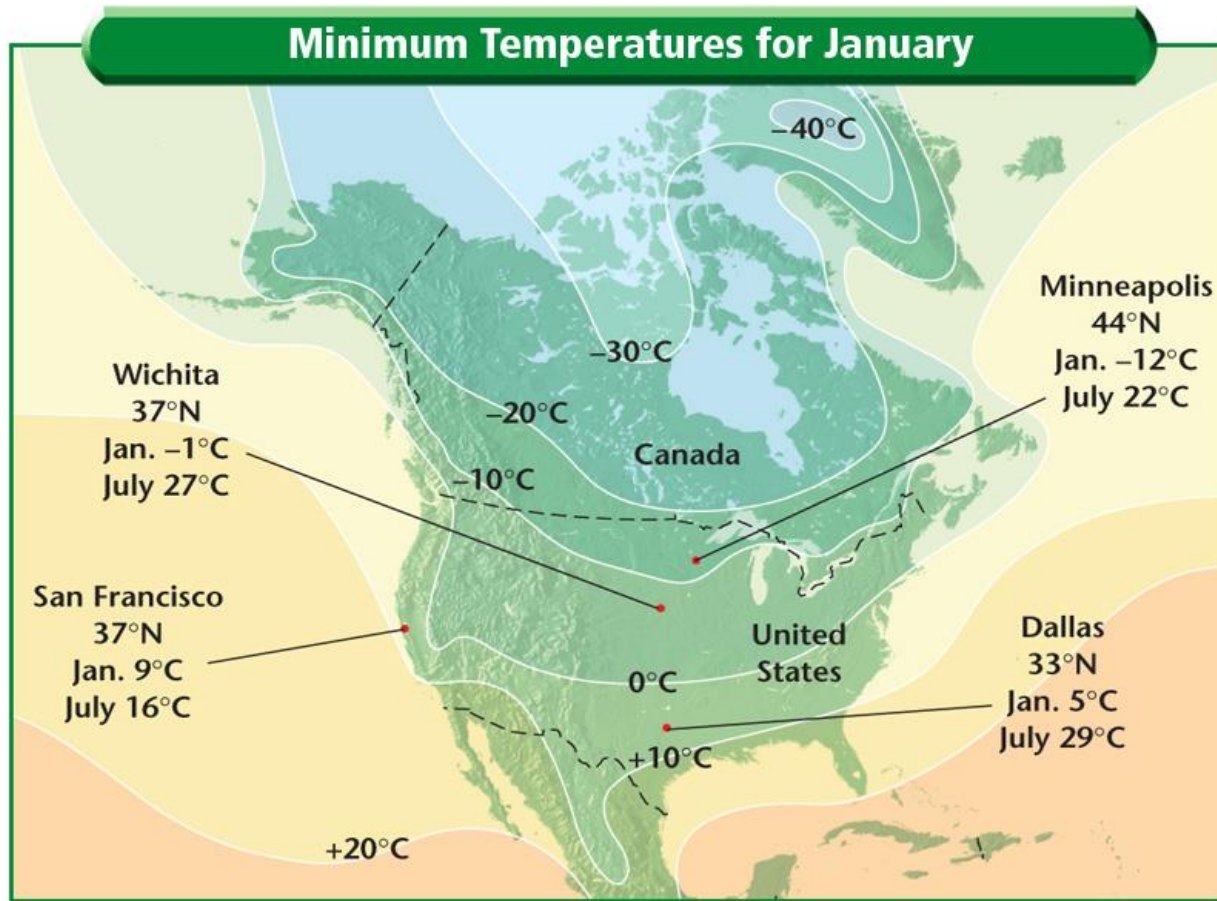 Minimum Temperatures for January
–40°C
Minneapolis
44°N
Jan. –12°C
July 22°C
–30°C
Wichita
37°N
Jan. –1°C
July 27°C
–20°C
Canada
–10°C
San Francisco
37°N
Jan. 9°C
July 16°C
United
States
Dallas
33°N
Jan. 5°C
July 29°C
0°C
+10°C
+20°C